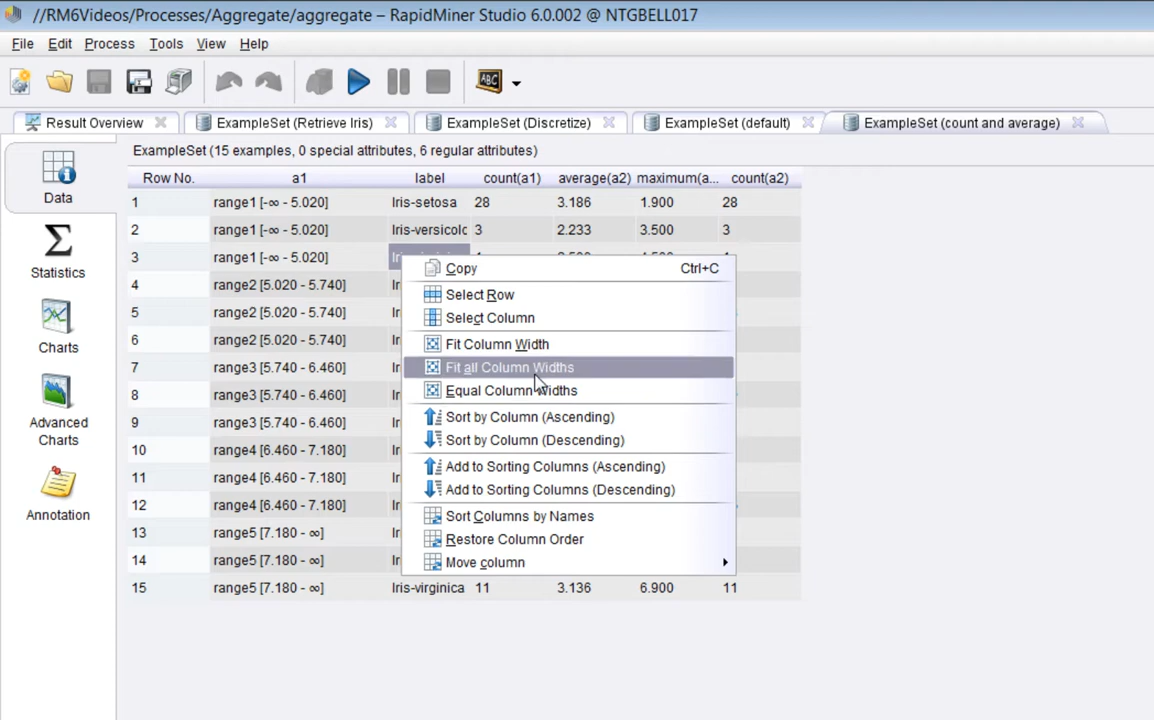 //RM6Videos/Processes/Aggregate/aggregate – RapidMiner Studio 6.0.002 @ NTGBELL017
File Edit Process Tools View Help
ABC
Result Overview ExampleSet (Retrieve Iris) ExampleSet (Discretize) ExampleSet (default) ExampleSet (count and average)
ExampleSet (15 examples, 0 special attributes, 6 regular attributes)
Row No. a1 label count(a1) average(a2) maximum(a... count(a2)
1 range1 [-∞ - 5.020] Iris-setosa 28 3.186 1.900 28
2 range1 [-∞ - 5.020] Iris-versicolo 3 2.233 3.500 3
3 range1 [-∞ - 5.020]
4 range2 [5.020 - 5.740]
5 range2 [5.020 - 5.740]
6 range2 [5.020 - 5.740]
7 range3 [5.740 - 6.460]
8 range3 [5.740 - 6.460]
9 range3 [5.740 - 6.460]
10 range4 [6.460 - 7.180]
11 range4 [6.460 - 7.180]
12 range4 [6.460 - 7.180]
13 range5 [7.180 - ∞]
14 range5 [7.180 - ∞]
15 range5 [7.180 - ∞] Iris-virginica 11 3.136 6.900 11
Data
Statistics
Charts
Advanced
Charts
Annotation
Copy Ctrl+C
Select Row
Select Column
Fit Column Width
Fit all Column Widths
Equal Column Widths
Sort by Column (Ascending)
Sort by Column (Descending)
Add to Sorting Columns (Ascending)
Add to Sorting Columns (Descending)
Sort Columns by Names
Restore Column Order
Move column